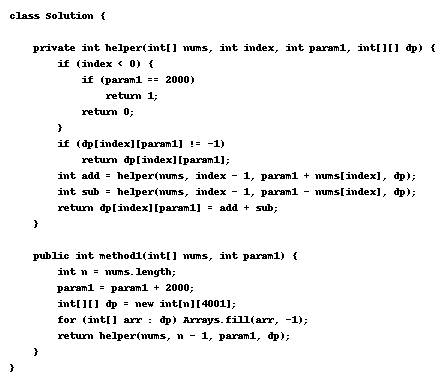 class Solution {

    private int helper(int[] nums, int index, int param1, int[][] dp) {
        if (index < 0) {
            if (param1 == 2000)
                return 1;
            return 0;
        }
        if (dp[index][param1] != -1)
            return dp[index][param1];
        int add = helper(nums, index - 1, param1 + nums[index], dp);
        int sub = helper(nums, index - 1, param1 - nums[index], dp);
        return dp[index][param1] = add + sub;
    }

    public int method1(int[] nums, int param1) {
        int n = nums.length;
        param1 = param1 + 2000;
        int[][] dp = new int[n][4001];
        for (int[] arr : dp) Arrays.fill(arr, -1);
        return helper(nums, n - 1, param1, dp);
    }
}